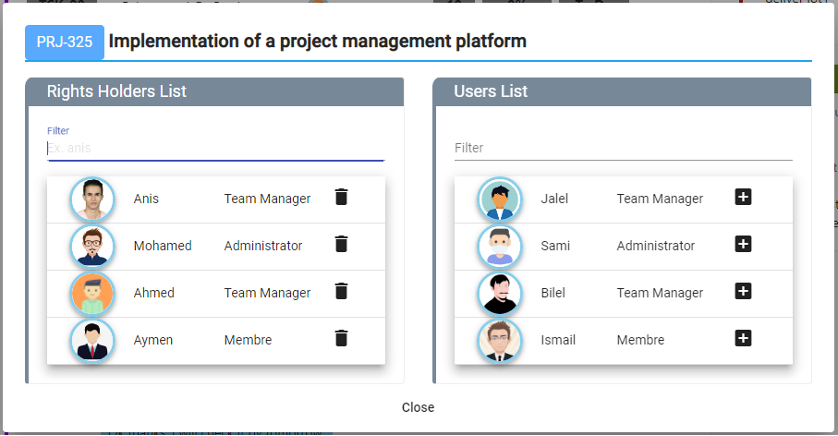 PRJ-325 Implementation of a project management platform
Rights Holders List
Filter
Ex. anis
Anis Team Manager
Mohamed Administrator
Ahmed Team Manager
Aymen Membre
Users List
Filter
Jalel Team Manager
Sami Administrator
Bilel Team Manager
Ismail Membre
Close